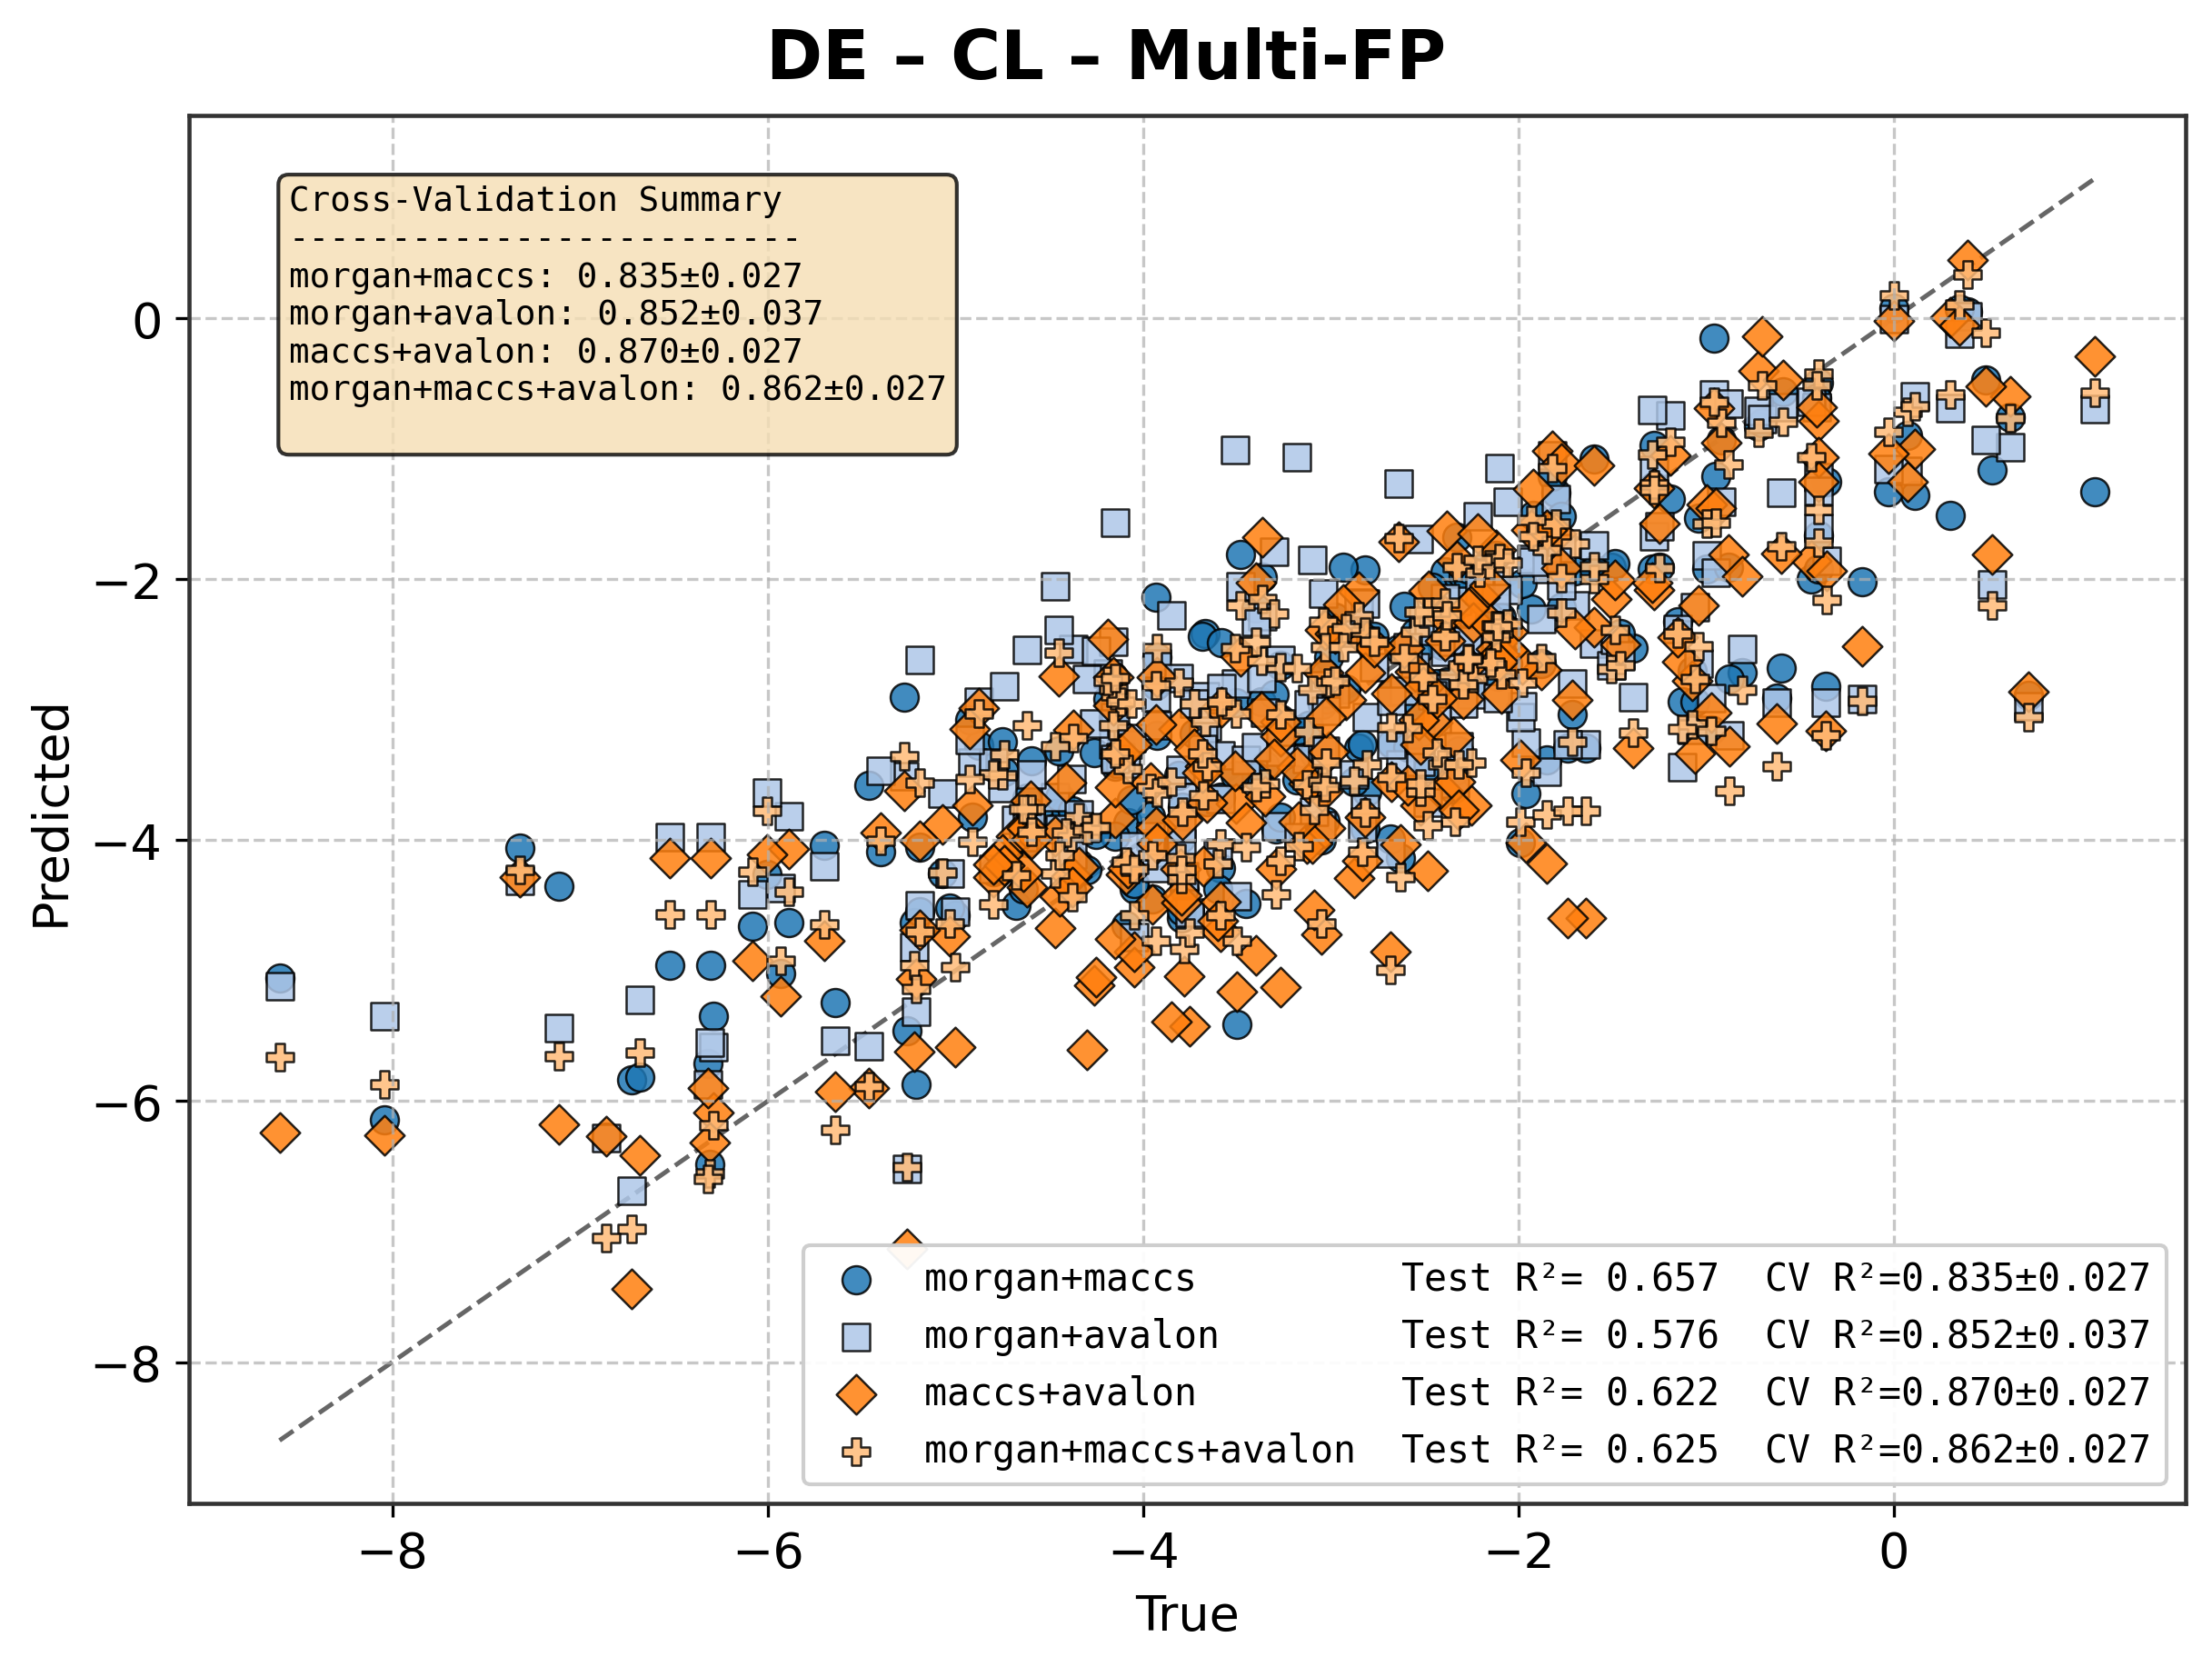 DE – CL – Multi-FP
Cross-Validation Summary
-------------------------
morgan+maccs: 0.835±0.027
morgan+avalon: 0.852±0.037
maccs+avalon: 0.870±0.027
morgan+maccs+avalon: 0.862±0.027
Predicted
0
−2
−4
−6
−8
morgan+maccs Test R²= 0.657 CV R²=0.835±0.027
morgan+avalon Test R²= 0.576 CV R²=0.852±0.037
maccs+avalon Test R²= 0.622 CV R²=0.870±0.027
morgan+maccs+avalon Test R²= 0.625 CV R²=0.862±0.027
−8 −6 −4 −2 0
True